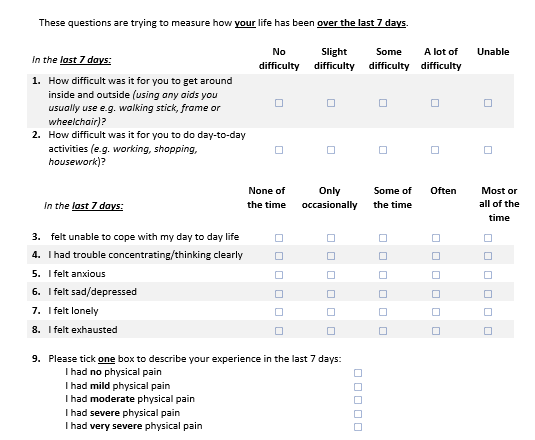 These questions are trying to measure how your life has been over the last 7 days.
In the last 7 days:
No difficulty
Slight difficulty
Some difficulty
A lot of difficulty
Unable
1. How difficult was it for you to get around
inside and outside (using any aids you
usually use e.g. walking stick, frame or
wheelchair)?
2. How difficult was it for you to do day-to-day
activities (e.g. working, shopping,
housework)?
In the last 7 days:
None of the time
Only occasionally
Some of the time
Often
Most or all of the time
3. felt unable to cope with my day to day life
4. I had trouble concentrating/thinking clearly
5. I felt anxious
6. I felt sad/depressed
7. I felt lonely
8. I felt exhausted
9. Please tick one box to describe your experience in the last 7 days:
I had no physical pain
I had mild physical pain
I had moderate physical pain
I had severe physical pain
I had very severe physical pain